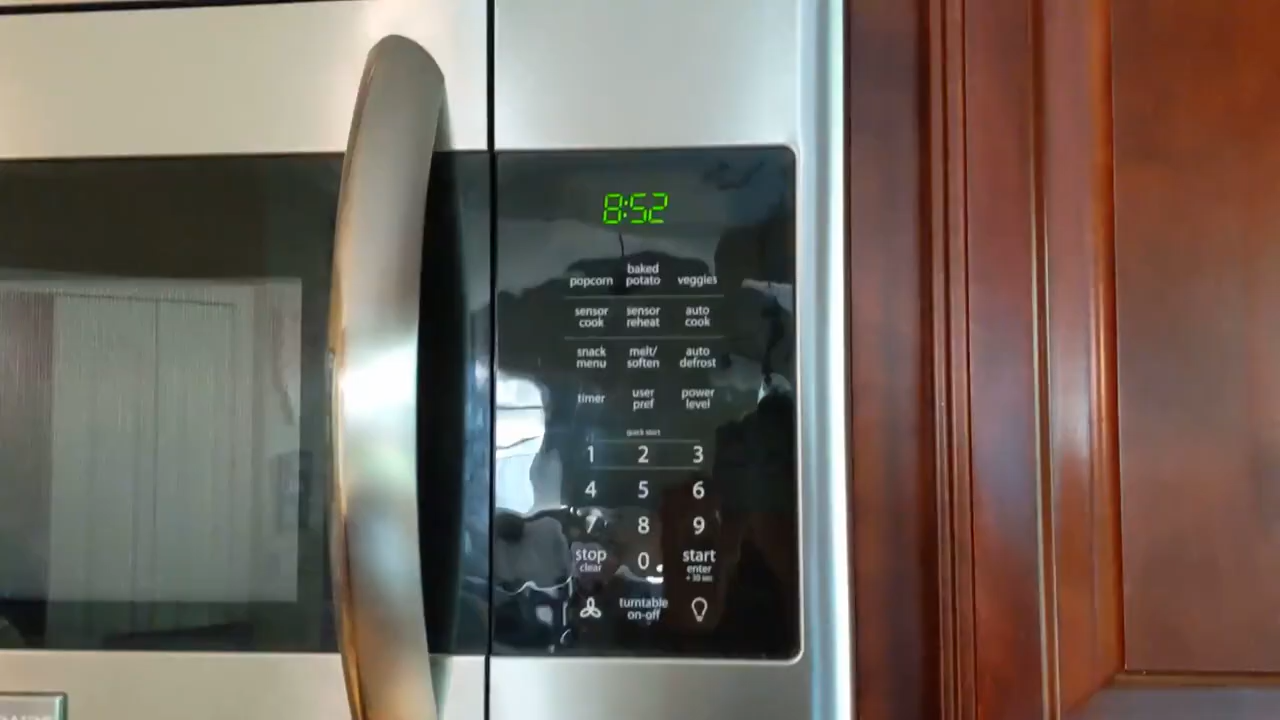 8:52
popcorn baked potato veggies
sensor cook sensor reheat auto cook
snack menu melt/soften auto defrost
timer user pref power level
quick start
1 2 3
4 5 6
7 8 9
stop clear 0 start enter +30 sec
turntable on-off